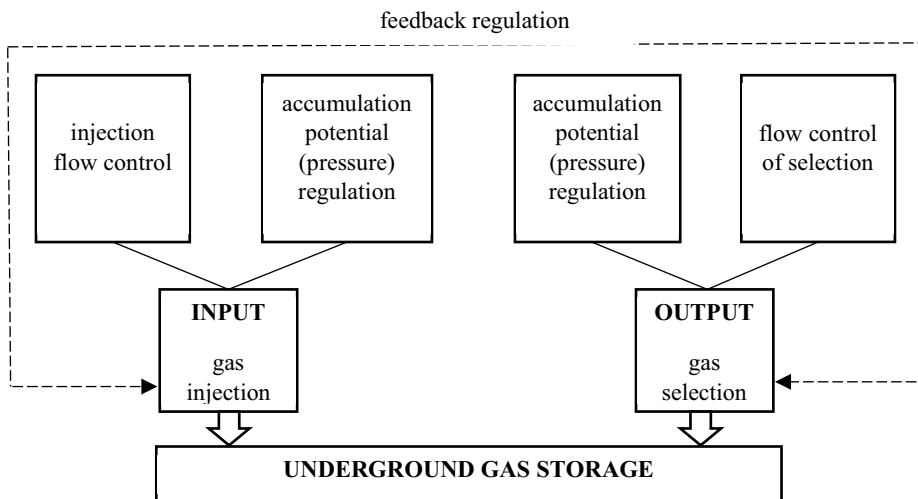 feedback regulation
injection
flow control
accumulation
potential
(pressure)
regulation
accumulation
potential
(pressure)
regulation
flow control
of selection
INPUT
gas
injection
OUTPUT
gas
selection
UNDERGROUND GAS STORAGE